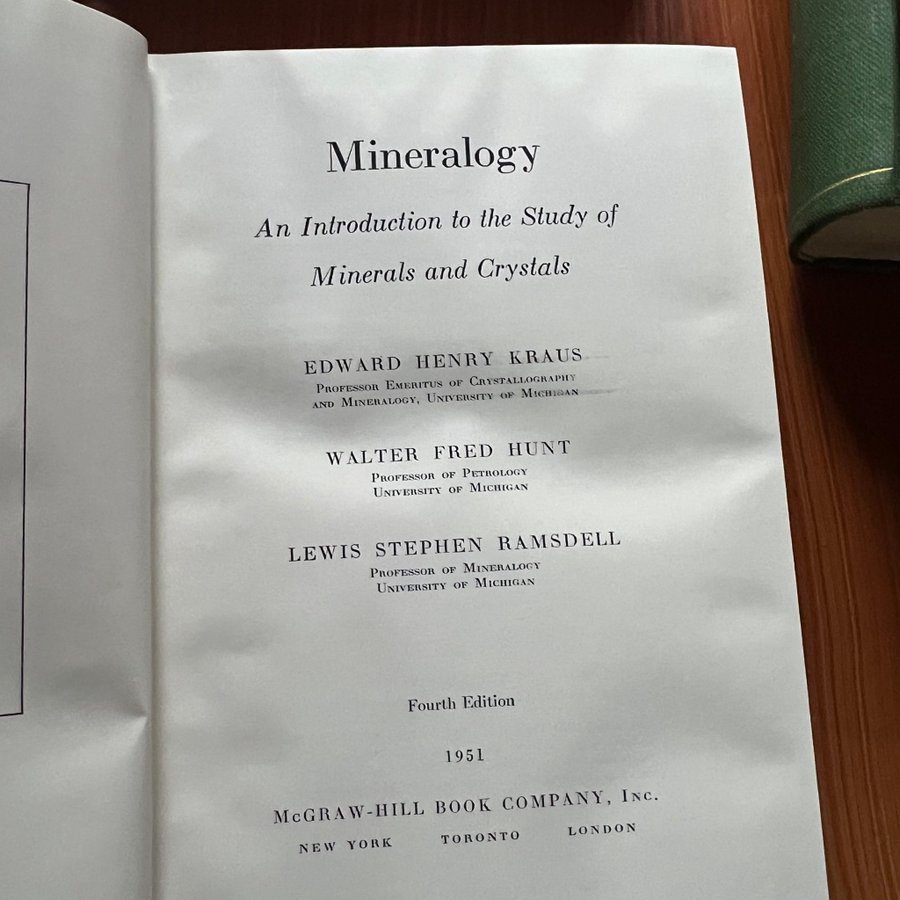 Mineralogy
An Introduction to the Study of
Minerals and Crystals
EDWARD HENRY KRAUS
Professor Emeritus of Crystallography
and Mineralogy, University of Michigan
WALTER FRED HUNT
Professor of Petrology
University of Michigan
LEWIS STEPHEN RAMSDELL
Professor of Mineralogy
University of Michigan
Fourth Edition
1951
McGRAW-HILL BOOK COMPANY, Inc.
NEW YORK TORONTO LONDON